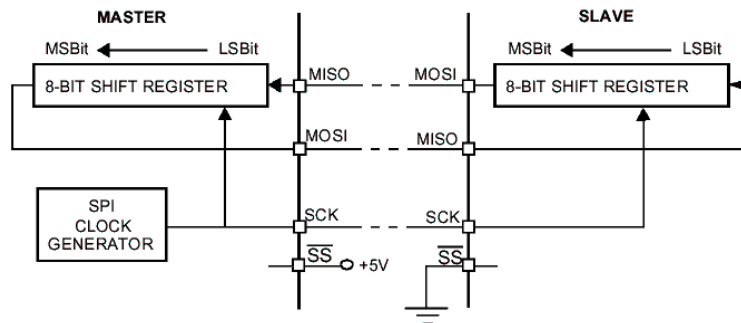 MASTER
SLAVE
MSBit LSBit
MSBit LSBit
8-BIT SHIFT REGISTER
MISO
MOSI
8-BIT SHIFT REGISTER
MOSI
MISO
SPI
CLOCK
GENERATOR
SCK
SCK
SS
+5V
SS